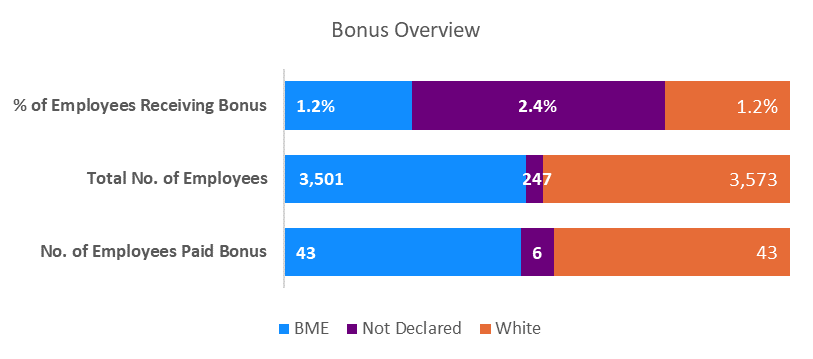 Bonus Overview
% of Employees Receiving Bonus 1.2% 2.4% 1.2%
Total No. of Employees 3,501 247 3,573
No. of Employees Paid Bonus 43 6 43
BME Not Declared White